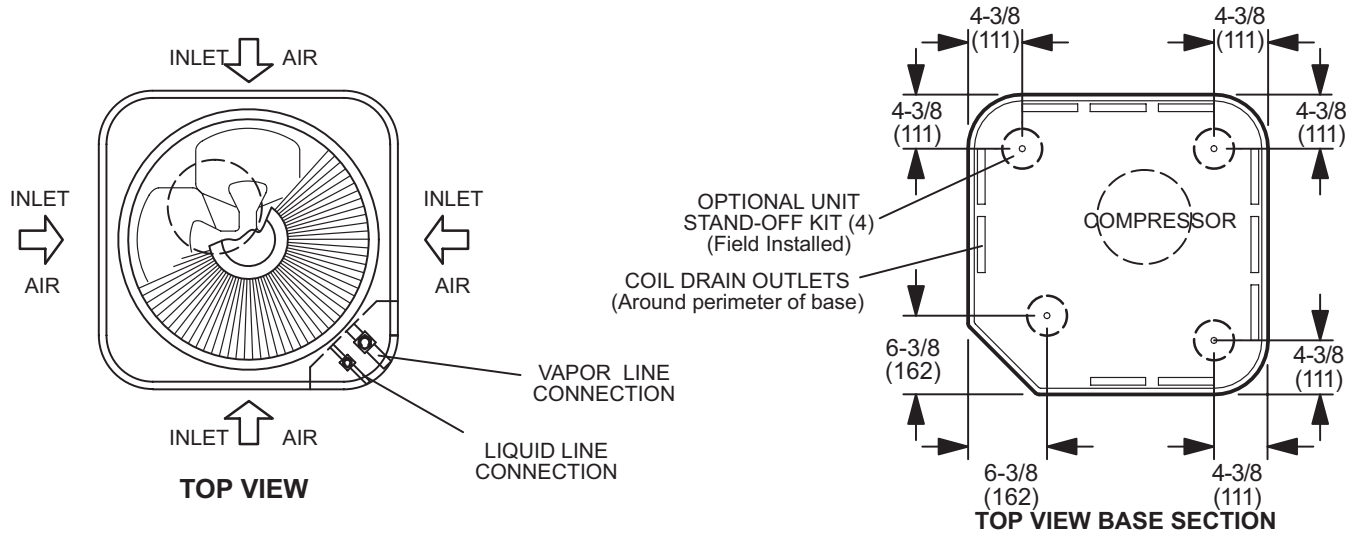 INLET AIR
INLET
AIR
INLET
AIR
INLET AIR
VAPOR LINE
CONNECTION
LIQUID LINE
CONNECTION
TOP VIEW
4-3/8
(111)
4-3/8
(111)
4-3/8
(111)
4-3/8
(111)
OPTIONAL UNIT
STAND-OFF KIT (4)
(Field Installed)
COMPRESSOR
COIL DRAIN OUTLETS
(Around perimeter of base)
6-3/8
(162)
4-3/8
(111)
6-3/8
(162)
4-3/8
(111)
TOP VIEW BASE SECTION